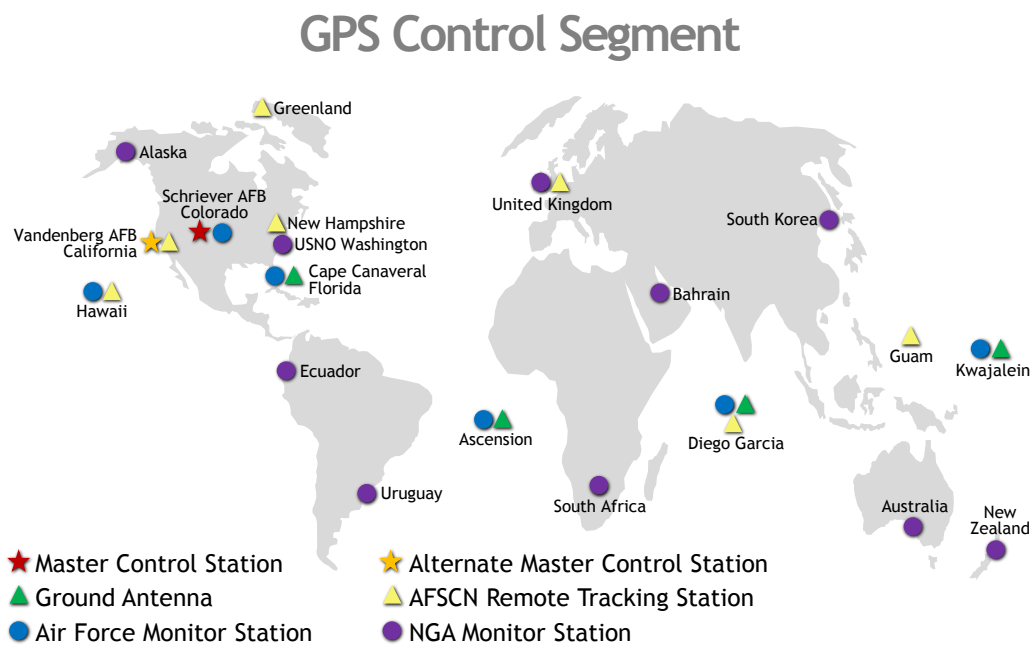 GPS Control Segment
Greenland
Alaska
Schriever AFB
Colorado
United Kingdom
New Hampshire
South Korea
Vandenberg AFB
California
USNO Washington
Cape Canaveral
Florida
Bahrain
Hawaii
Guam
Kwajalein
Ecuador
Ascension
Diego Garcia
Uruguay
South Africa
Australia
New
Zealand
Master Control Station
Alternate Master Control Station
Ground Antenna
AFSCN Remote Tracking Station
Air Force Monitor Station
NGA Monitor Station